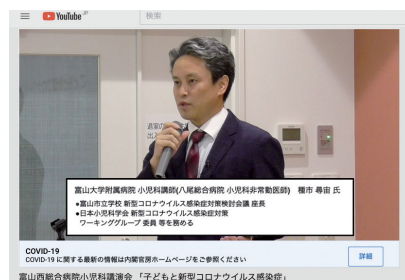 YouTube JP
検索
富山大学附属病院 小児科講師(八尾総合病院 小児科非常勤医師) 種市 尋宙 氏
●富山市立学校 新型コロナウイルス感染症対策検討会議 座長
●日本小児科学会 新型コロナウイルス感染症対策
ワーキンググループ 委員 等を務める
COVID-19
COVID-19 に関する最新の情報は内閣官房ホームページをご参照ください
詳細
富山西総合病院小児科講演会 「子どもと新型コロナウイルス感染症」